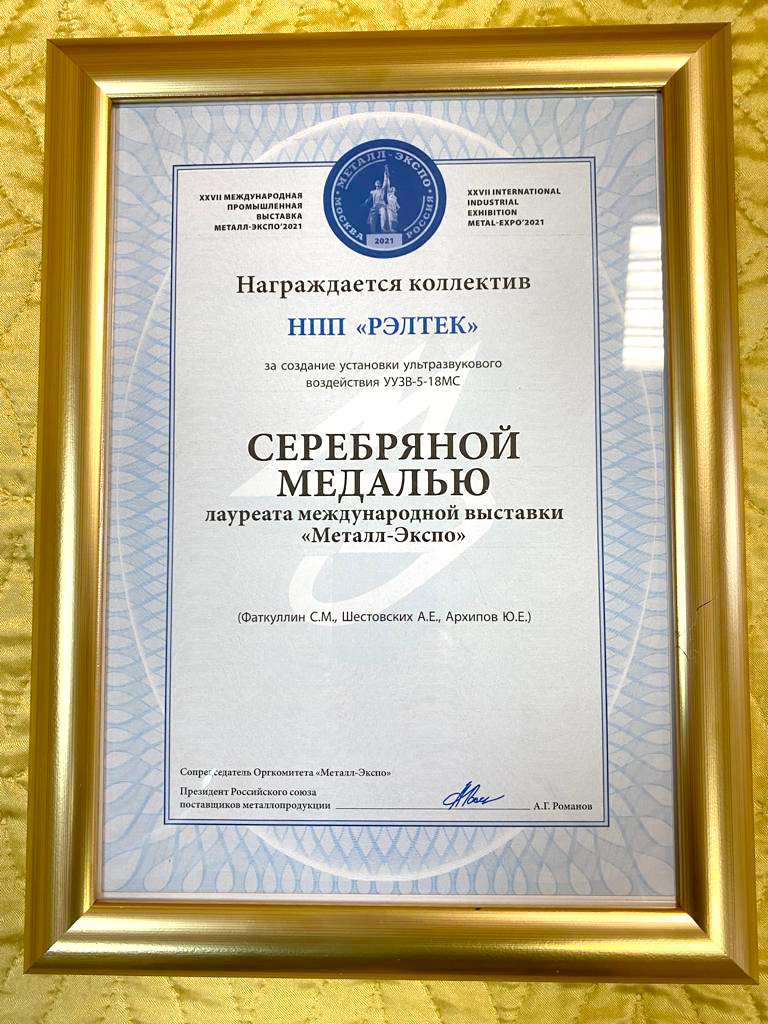 XXVII МЕЖДУНАРОДНАЯ
ПРОМЫШЛЕННАЯ
ВЫСТАВКА
МЕТАЛЛ-ЭКСПО'2021
МЕТАЛЛ-ЭКСПО
МОСКВА
РОССИЯ
2021
XXVII INTERNATIONAL
INDUSTRIAL
EXHIBITION
METAL-EXPO'2021
Награждается коллектив
НПП «РЭЛТЕК»
за создание установки ультразвукового
воздействия УУЗВ-5-18МС
СЕРЕБРЯНОЙ
МЕДАЛЬЮ
лауреата международной выставки
«Металл-Экспо»
(Фаткуллин С.М., Шестовских А.Е., Архипов Ю.Е.)
Сопредседатель Оргкомитета «Металл-Экспо»
Президент Российского союза
поставщиков металлопродукции А.Г. Романов